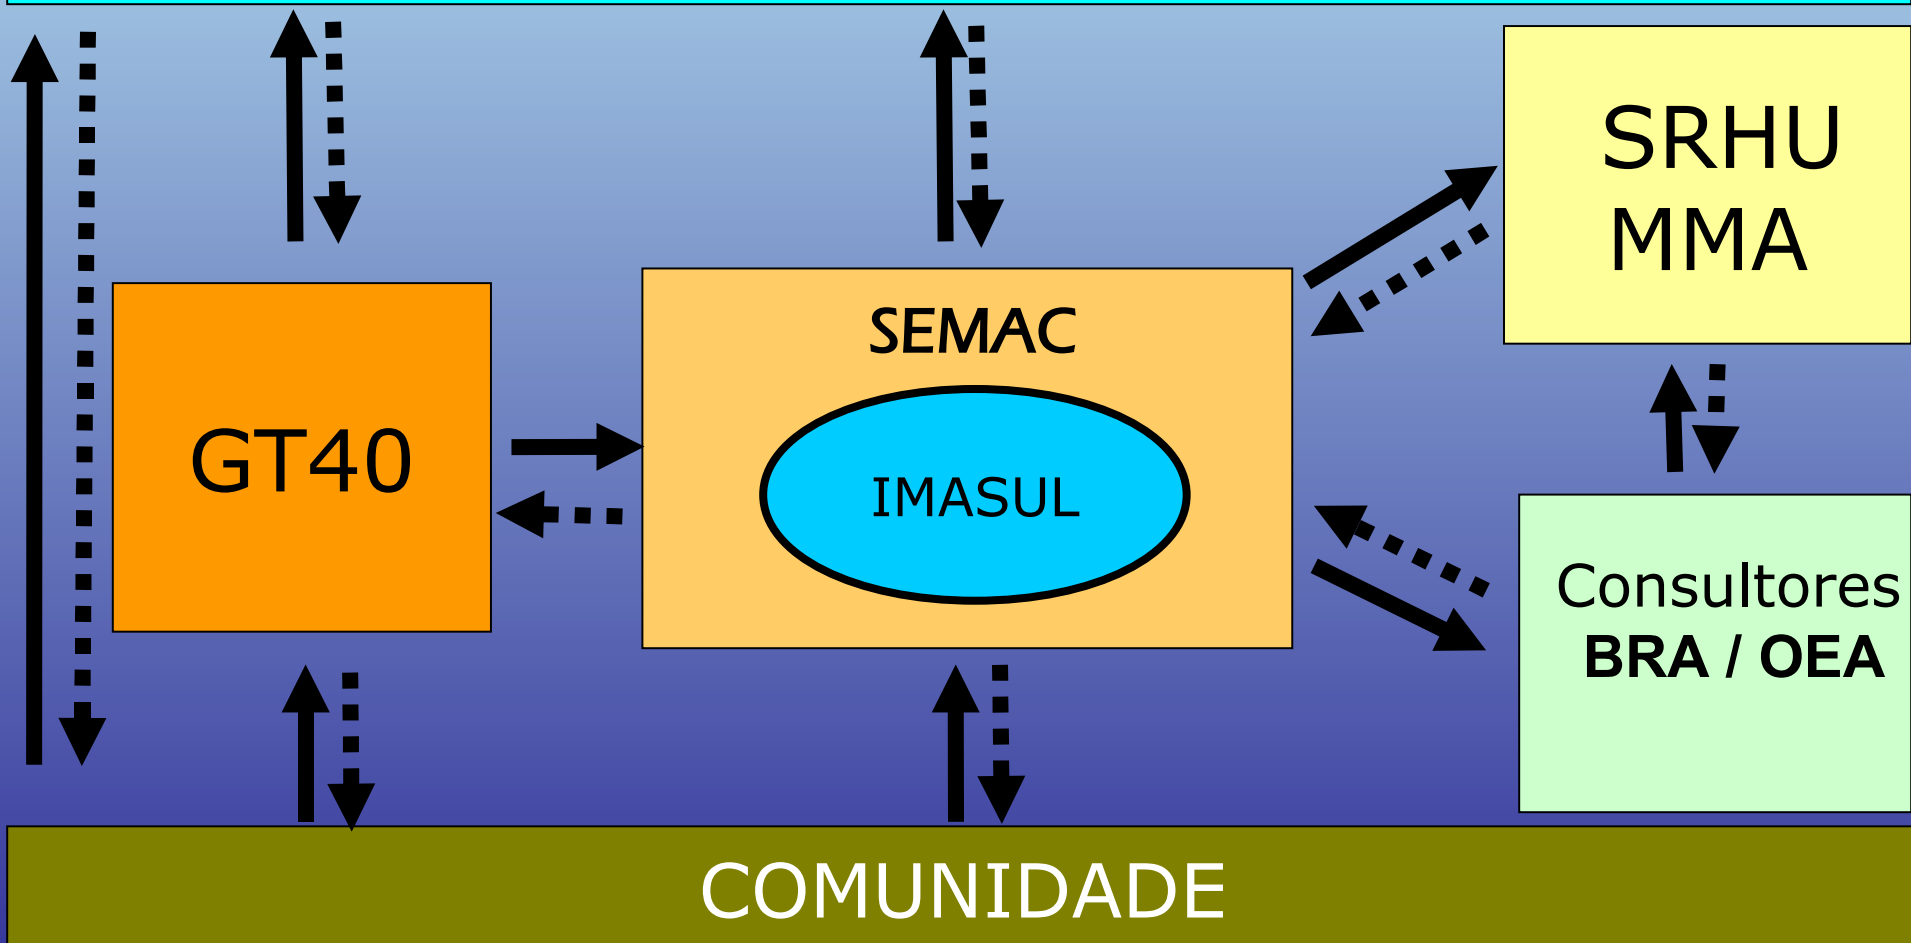 SRHU
MMA
SEMAC
GT40
IMASUL
Consultores
BRA / OEA
COMUNIDADE